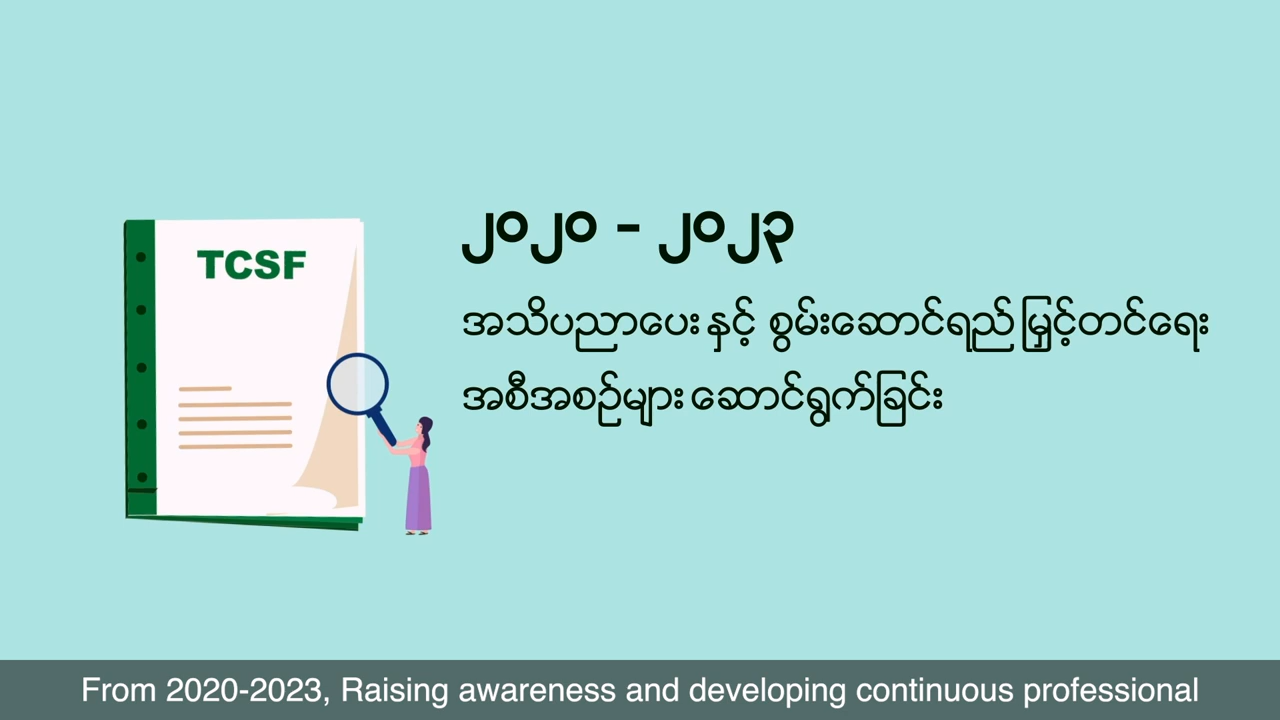 TCSF
၂၀၂၀ - ၂၀၂၃
အသိပညာပေး နှင့် စွမ်းဆောင်ရည် မြှင့်တင်ရေး
အစီအစဉ်များ ဆောင်ရွက်ခြင်း
From 2020-2023, Raising awareness and developing continuous professional